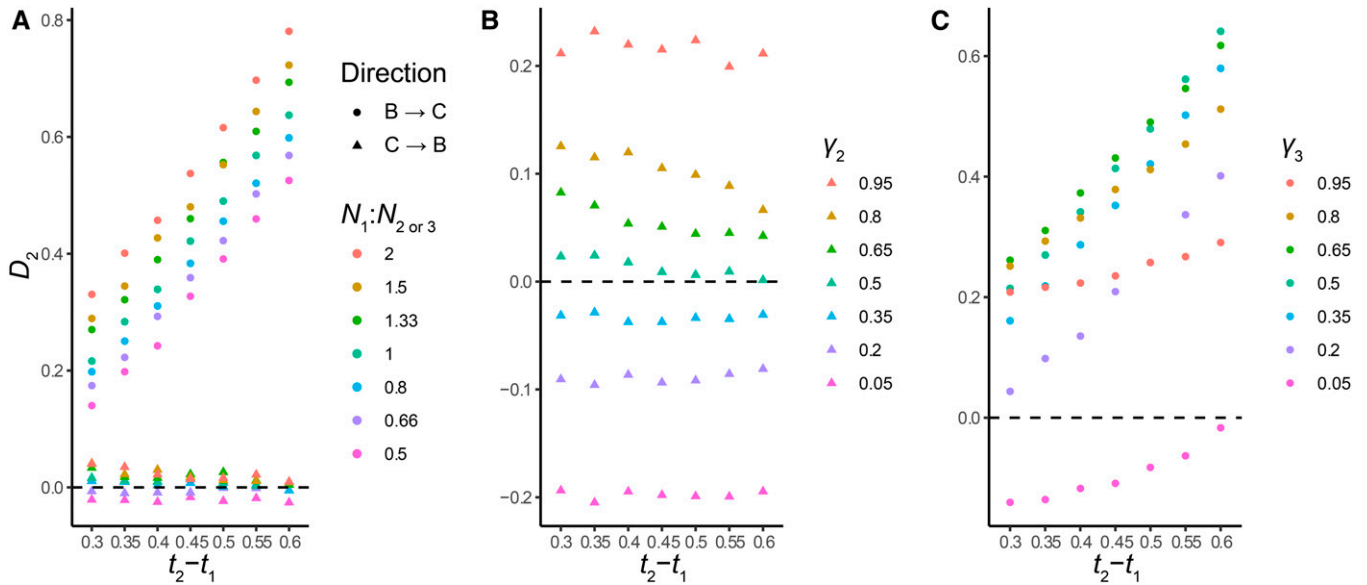 A
D₂
0.8
0.6
0.4
0.2
0.0
0.3 0.35 0.4 0.45 0.5 0.55 0.6
t₂–t₁
Direction
B → C
C → B
N₁:N₂ or 3
2
1.5
1.33
1
0.8
0.66
0.5
B
0.2
0.1
0.0
−0.1
−0.2
0.3 0.35 0.4 0.45 0.5 0.55 0.6
t₂–t₁
γ₂
0.95
0.8
0.65
0.5
0.35
0.2
0.05
C
0.6
0.4
0.2
0.0
0.3 0.35 0.4 0.45 0.5 0.55 0.6
t₂–t₁
γ₃
0.95
0.8
0.65
0.5
0.35
0.2
0.05